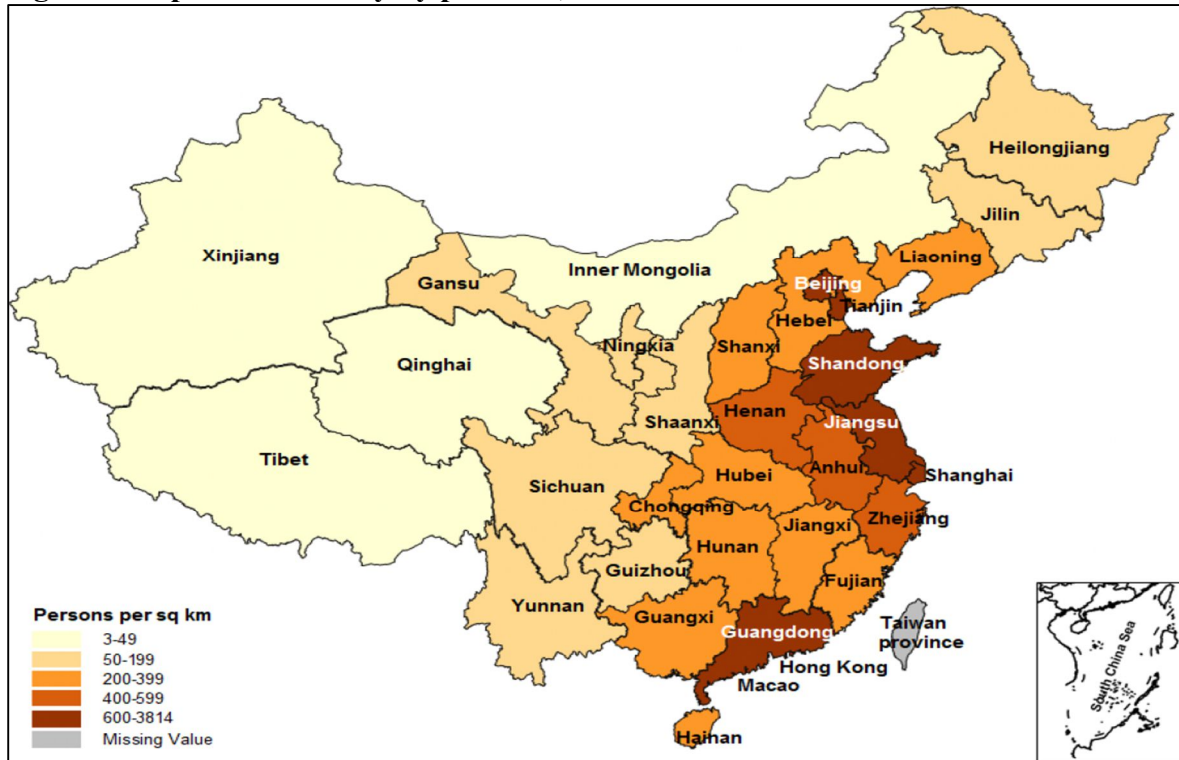 Heilongjiang
Jilin
Xinjiang
Liaoning
Inner Mongolia
Gansu
Beijing
Tianjin
Hebei
Ningxia
Shanxi
Qinghai
Shandong
Henan
Shaanxi
Jiangsu
Tibet
Anhui
Shanghai
Hubei
Sichuan
Chongqing
Zhejiang
Jiangxi
Hunan
Guizhou
Fujian
Yunnan
Guangxi
Guangdong
Taiwan
province
Hong Kong
Macao
Hainan
Persons per sq km
3-49
50-199
200-399
400-599
600-3814
Missing Value
South China Sea